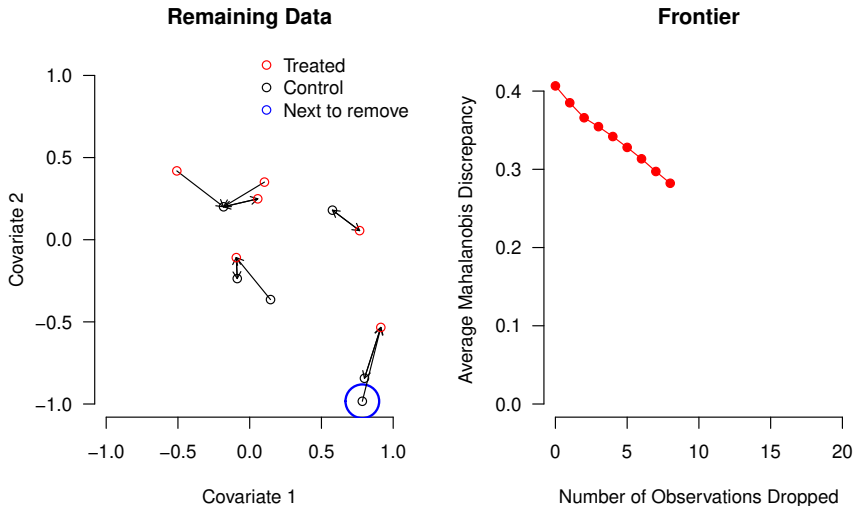 Remaining Data
Treated
Control
Next to remove
1.0
0.5
0.0
−0.5
−1.0
Covariate 2
−1.0 −0.5 0.0 0.5 1.0
Covariate 1
Frontier
0.4
0.3
0.2
0.1
0.0
Average Mahalanobis Discrepancy
0 5 10 15 20
Number of Observations Dropped